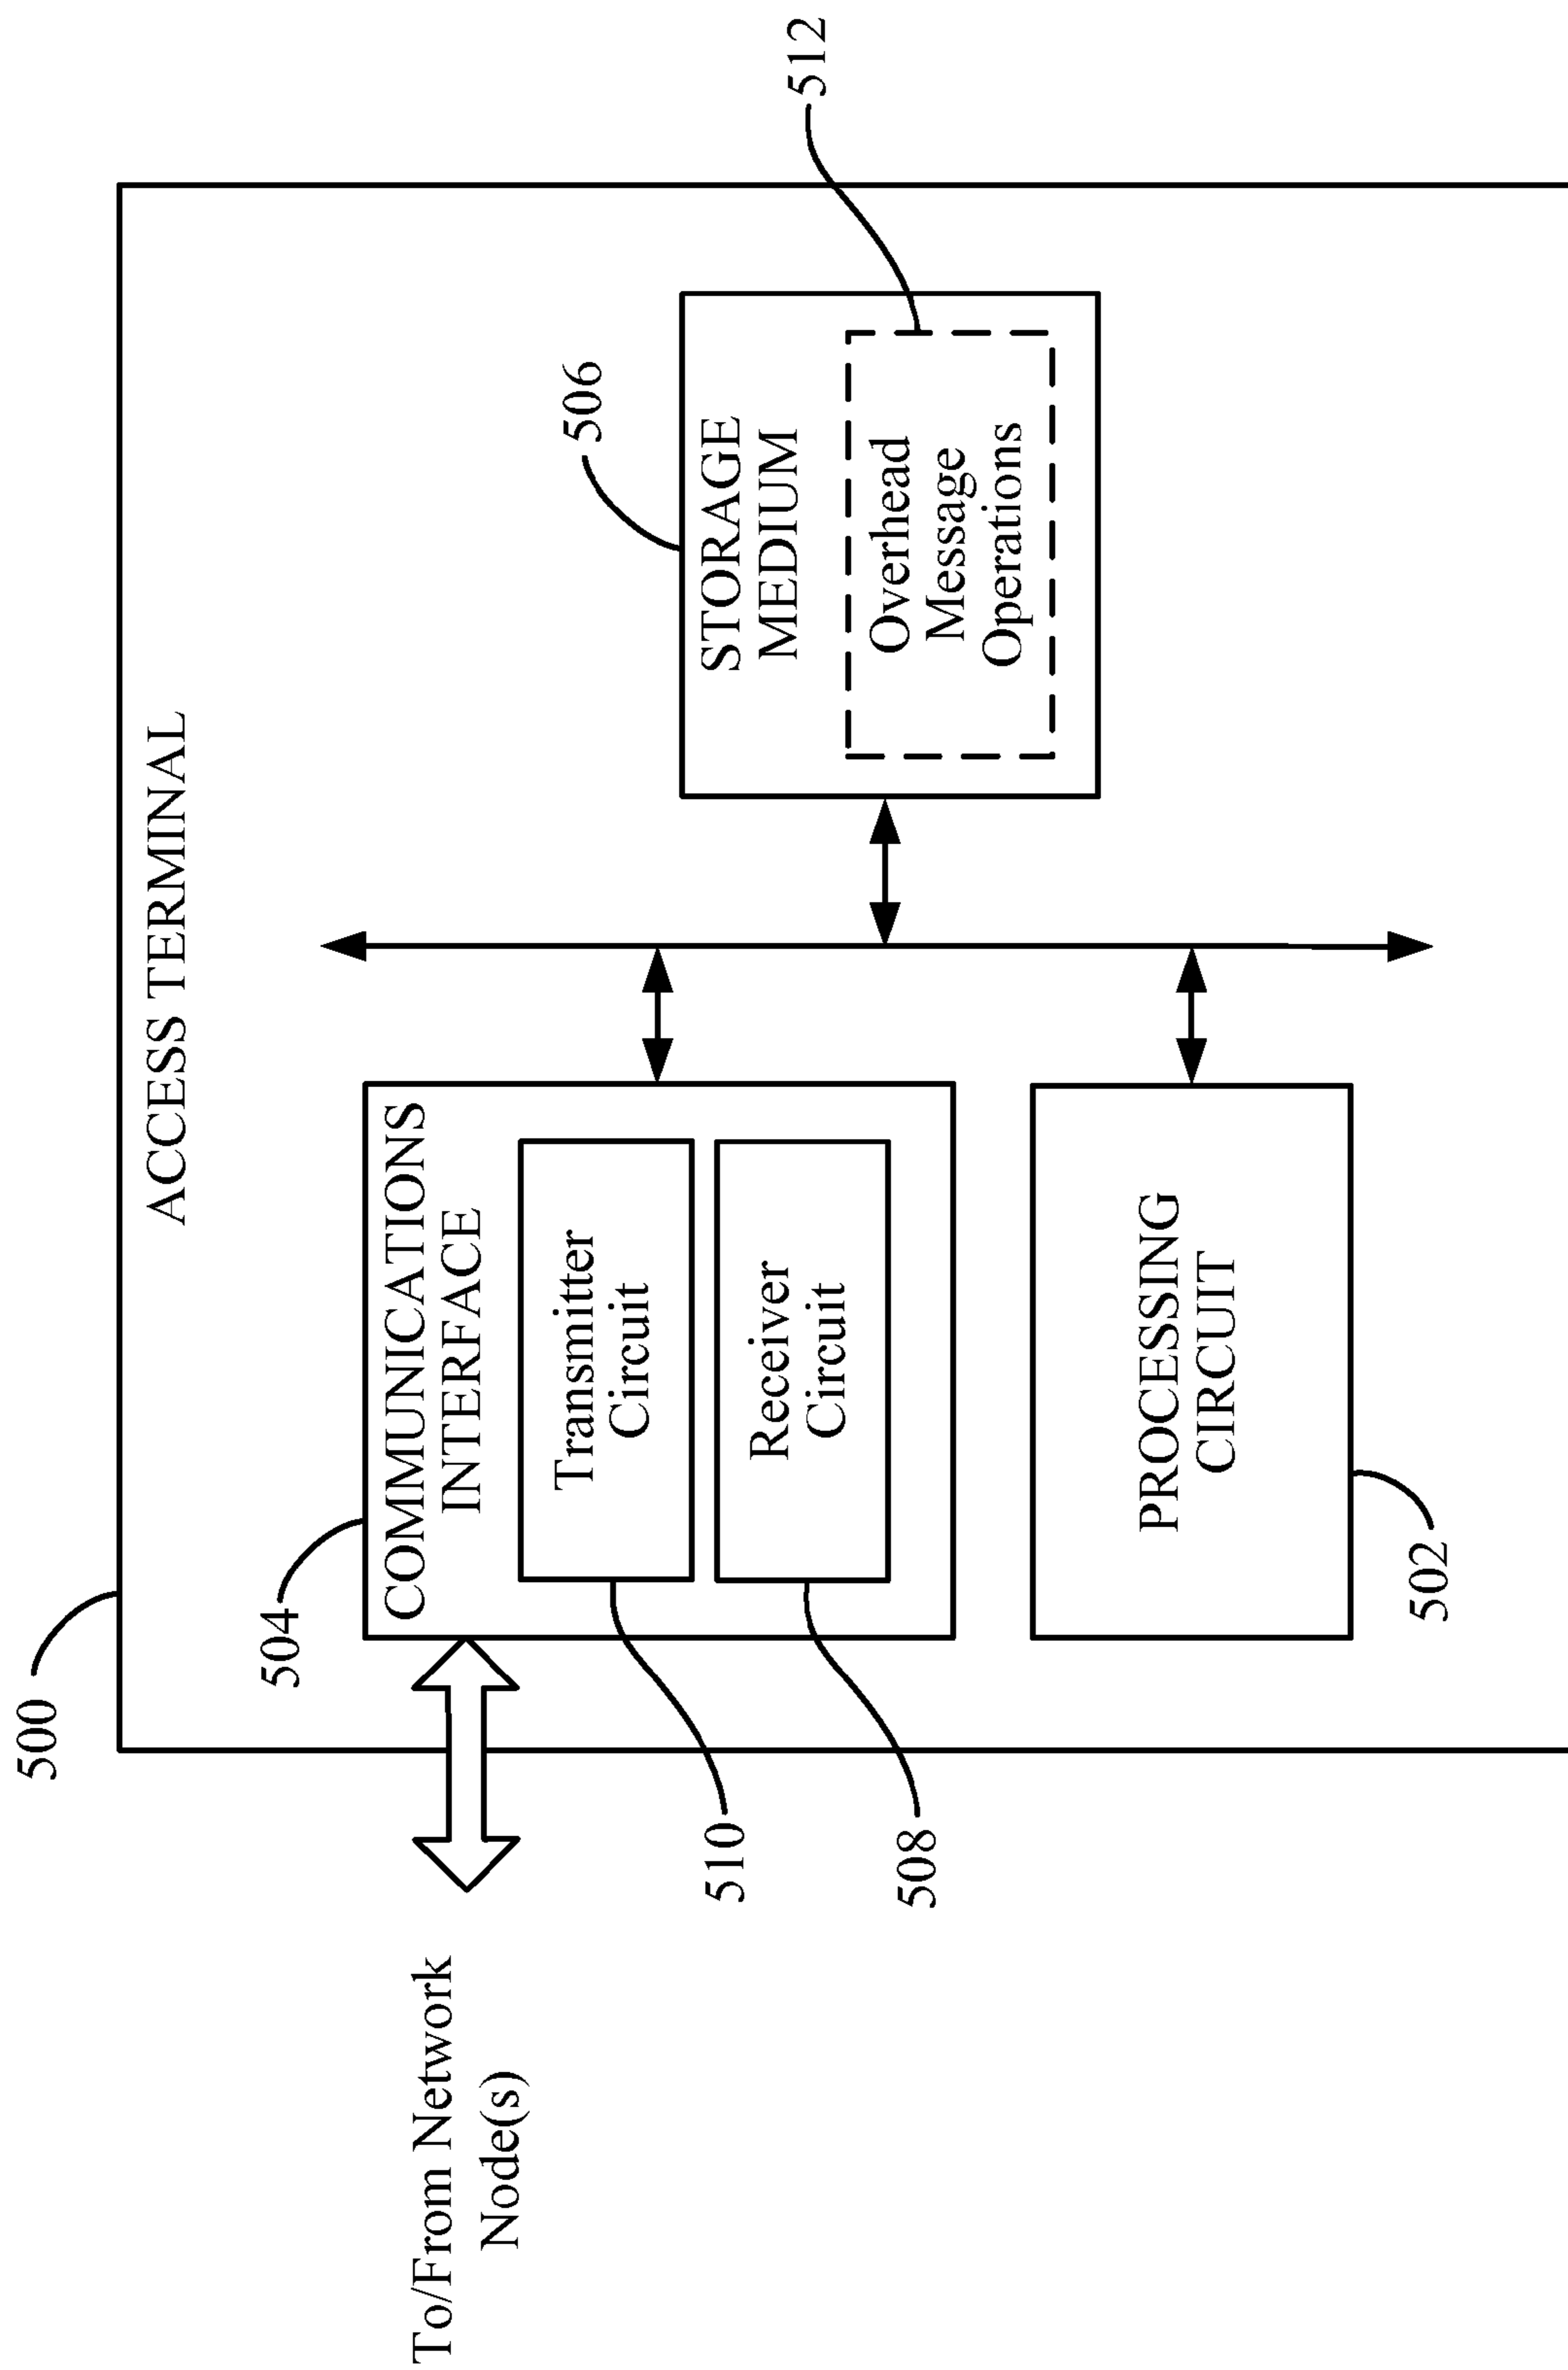 500
ACCESS TERMINAL
504
COMMUNICATIONS
INTERFACE
To/From Network
Node(s)
Transmitter
Circuit
510
Receiver
Circuit
508
506
STORAGE
MEDIUM
Overhead
Message
Operations
512
PROCESSING
CIRCUIT
502